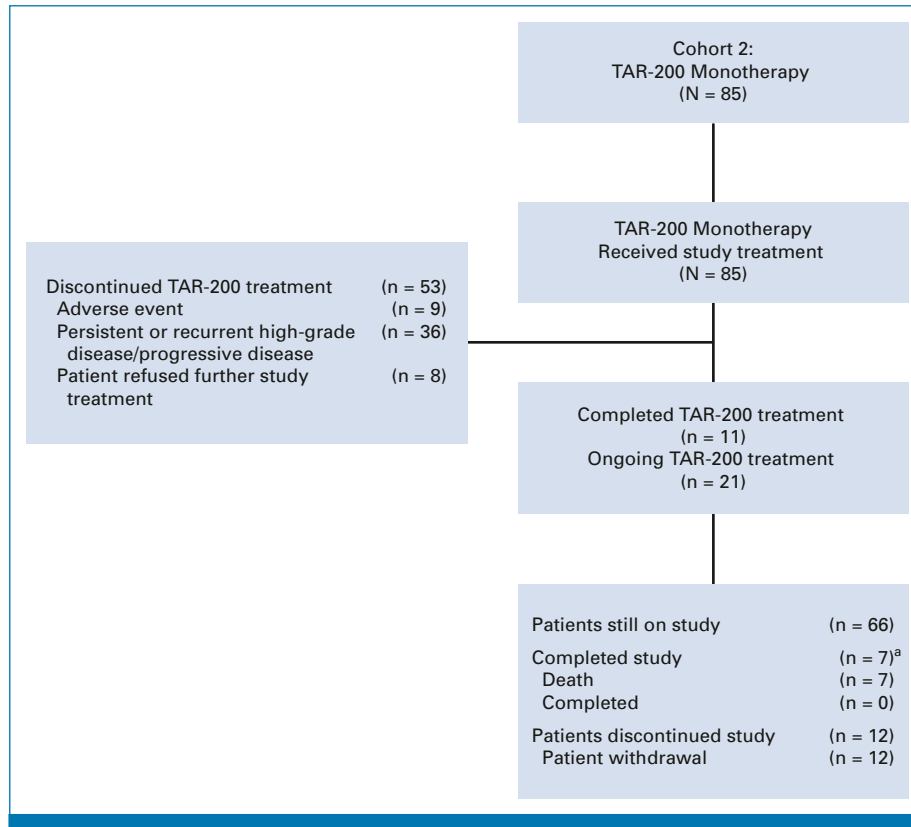 Cohort 2:
TAR-200 Monotherapy
(N = 85)
TAR-200 Monotherapy
Received study treatment
(N = 85)
Discontinued TAR-200 treatment (n = 53)
Adverse event (n = 9)
Persistent or recurrent high-grade (n = 36)
disease/progressive disease
Patient refused further study (n = 8)
treatment
Completed TAR-200 treatment
(n = 11)
Ongoing TAR-200 treatment
(n = 21)
Patients still on study (n = 66)
Completed study (n = 7)a
Death (n = 7)
Completed (n = 0)
Patients discontinued study (n = 12)
Patient withdrawal (n = 12)